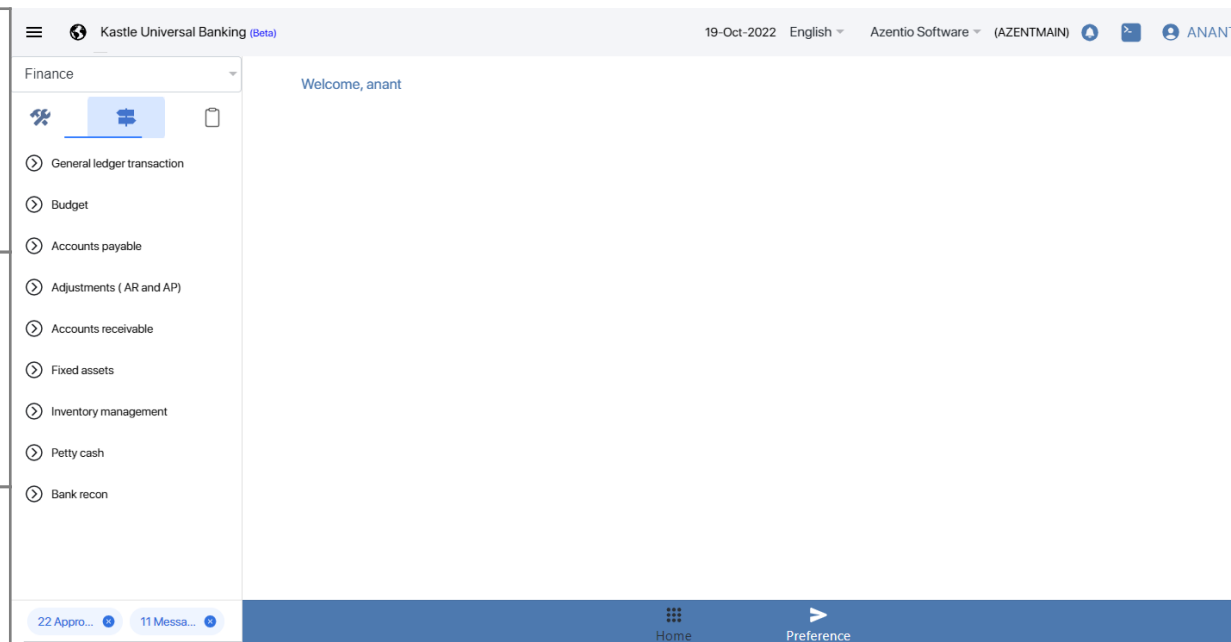 Kastle Universal Banking (Beta)
19-Oct-2022 English Azentio Software (AZENTMAIN) ANANT
Finance
Welcome, anant
General ledger transaction
Budget
Accounts payable
Adjustments ( AR and AP)
Accounts receivable
Fixed assets
Inventory management
Petty cash
Bank recon
22 Appro... 11 Messa...
Home Preference